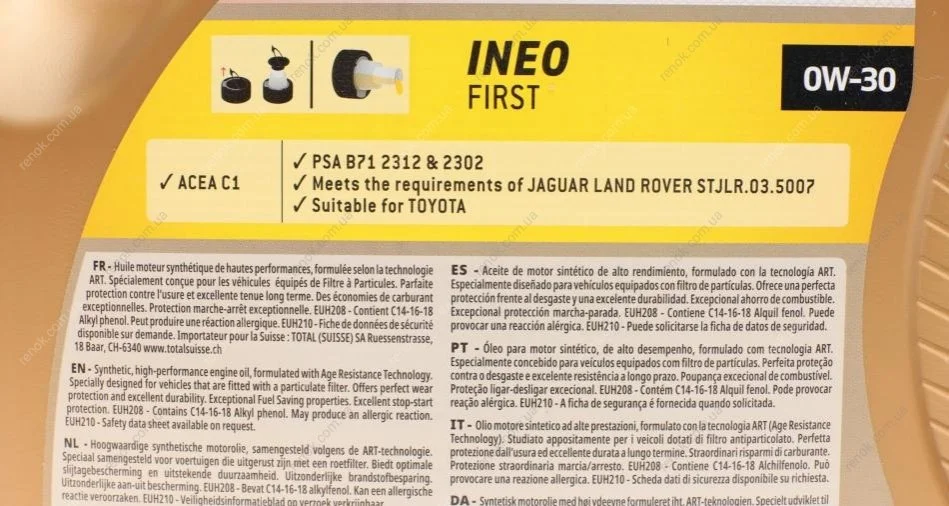 INEO
FIRST
0W-30
✓ ACEA C1
✓ PSA B71 2312 & 2302
✓ Meets the requirements of JAGUAR LAND ROVER STJLR.03.5007
✓ Suitable for TOYOTA
FR - Huile moteur synthétique de hautes performances, formulée selon la technologie
ART. Spécialement conçue pour les véhicules équipés de Filtre à Particules. Parfaite
protection contre l'usure et excellente tenue long terme. Des économies de carburant
exceptionnelles. Protection marche-arrêt exceptionnelle. EUH208 - Contient C14-16-18
Alkyl phenol. Peut produire une réaction allergique. EUH210 - Fiche de données de sécurité
disponible sur demande. Importateur pour la Suisse : TOTAL (SUISSE) SA Ruessenstrasse,
18 Baar, CH-6340 www.totalsuisse.ch
EN - Synthetic, high-performance engine oil, formulated with Age Resistance Technology.
Specially designed for vehicles that are fitted with a particulate filter. Offers perfect wear
protection and excellent durability. Exceptional Fuel Saving properties. Excellent stop-start
protection. EUH208 - Contains C14-16-18 Alkyl phenol. May produce an allergic reaction.
EUH210 - Safety data sheet available on request.
NL - Hoogwaardige synthetische motorolie, samengesteld volgens de ART-technologie.
Speciaal samengesteld voor voertuigen die uitgerust zijn met een roetfilter. Biedt optimale
slijtagebescherming en uitstekende duurzaamheid. Uitzonderlijke brandstofbesparing.
Uitzonderlijke aan-uit bescherming. EUH208 - Bevat C14-16-18 alkylfenol. Kan een allergische
reactie veroorzaken. EUH210 - Veiligheidsinformatieblad op verzoek verkrijgbaar.
ES - Aceite de motor sintético de alto rendimiento, formulado con la tecnología ART.
Especialmente diseñado para vehículos equipados con filtro de partículas. Ofrece una perfecta
protección frente al desgaste y una excelente durabilidad. Excepcional ahorro de combustible.
Excepcional protección marcha-parada. EUH208 - Contiene C14-16-18 Alquil fenol. Puede
provocar una reacción alérgica. EUH210 - Puede solicitarse la ficha de datos de seguridad.
PT - Óleo para motor sintético, de alto desempenho, formulado com tecnologia ART.
Especialmente concebido para veículos equipados com filtro de partículas. Perfeita proteção
contra o desgaste e excelente resistência a longo prazo. Poupança excecional de combustível.
Proteção ligar-desligar excecional. EUH208 - Contém C14-16-18 Alquil fenol. Pode provocar
reação alérgica. EUH210 - A ficha de segurança é fornecida quando solicitada.
IT - Olio motore sintetico ad alte prestazioni, formulato con la tecnologia ART (Age Resistance
Technology). Studiato appositamente per i veicoli dotati di filtro antiparticolato. Perfetta
protezione dall'usura ed eccellente durata a lungo termine. Straordinari risparmi di carburante.
Protezione straordinaria marcia/arresto. EUH208 - Contiene C14-16-18 Alchilfenolo. Può
provocare una reazione allergica. EUH210 - Scheda dati di sicurezza disponibile su richiesta.
DA - Syntetisk motorolie med høj ydeevne formuleret iht. ART-teknologien. Specielt udviklet til
renok.com.ua